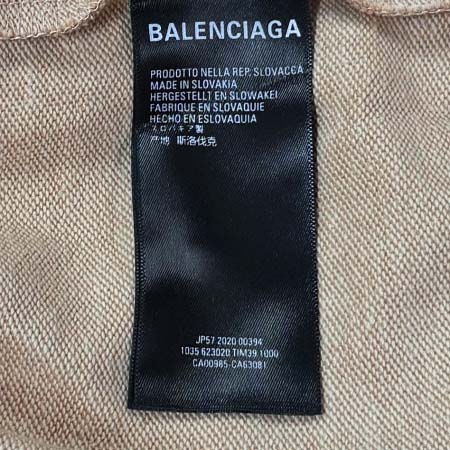 BALENCIAGA
PRODOTTO NELLA REP. SLOVACCA
MADE IN SLOVAKIA
HERGESTELLT EN SLOWAKEI
FABRIQUE EN SLOVAQUIE
HECHO EN ESLOVAQUIA
スロバキア製
产地 斯洛伐克
JP57 2020 00394
1035 623020 TIM39 1000
CA00985-CA63081